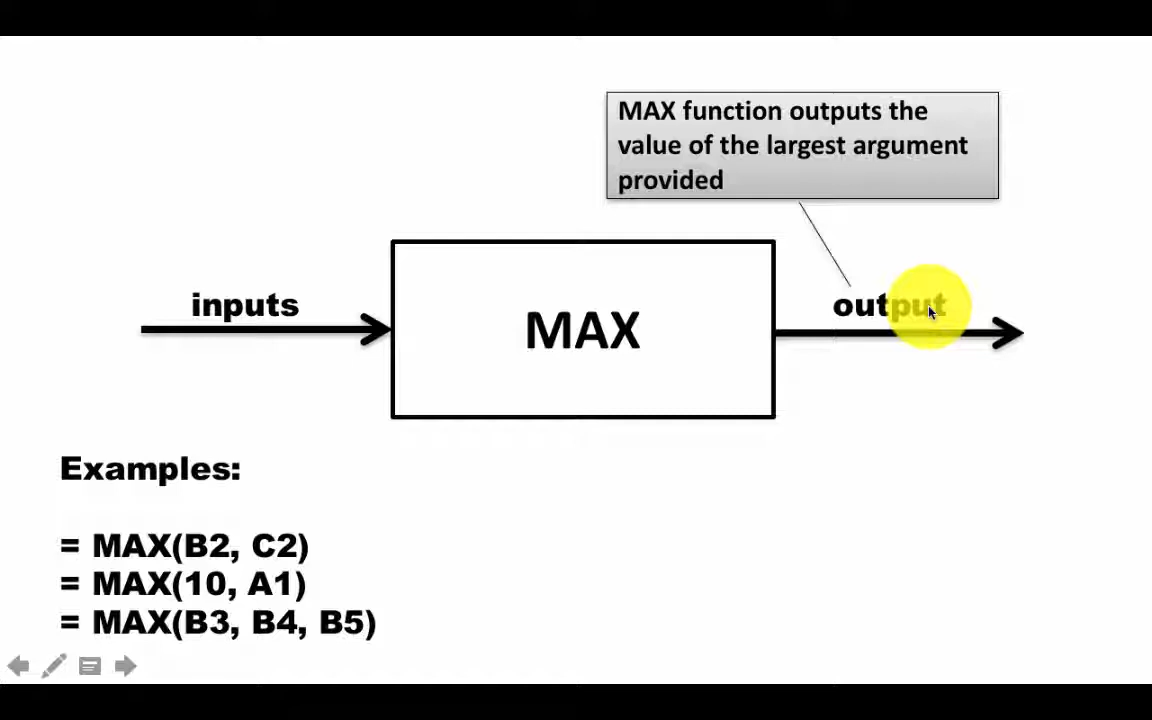 MAX function outputs the
value of the largest argument
provided
inputs
MAX
output
Examples:
= MAX(B2, C2)
= MAX(10, A1)
= MAX(B3, B4, B5)